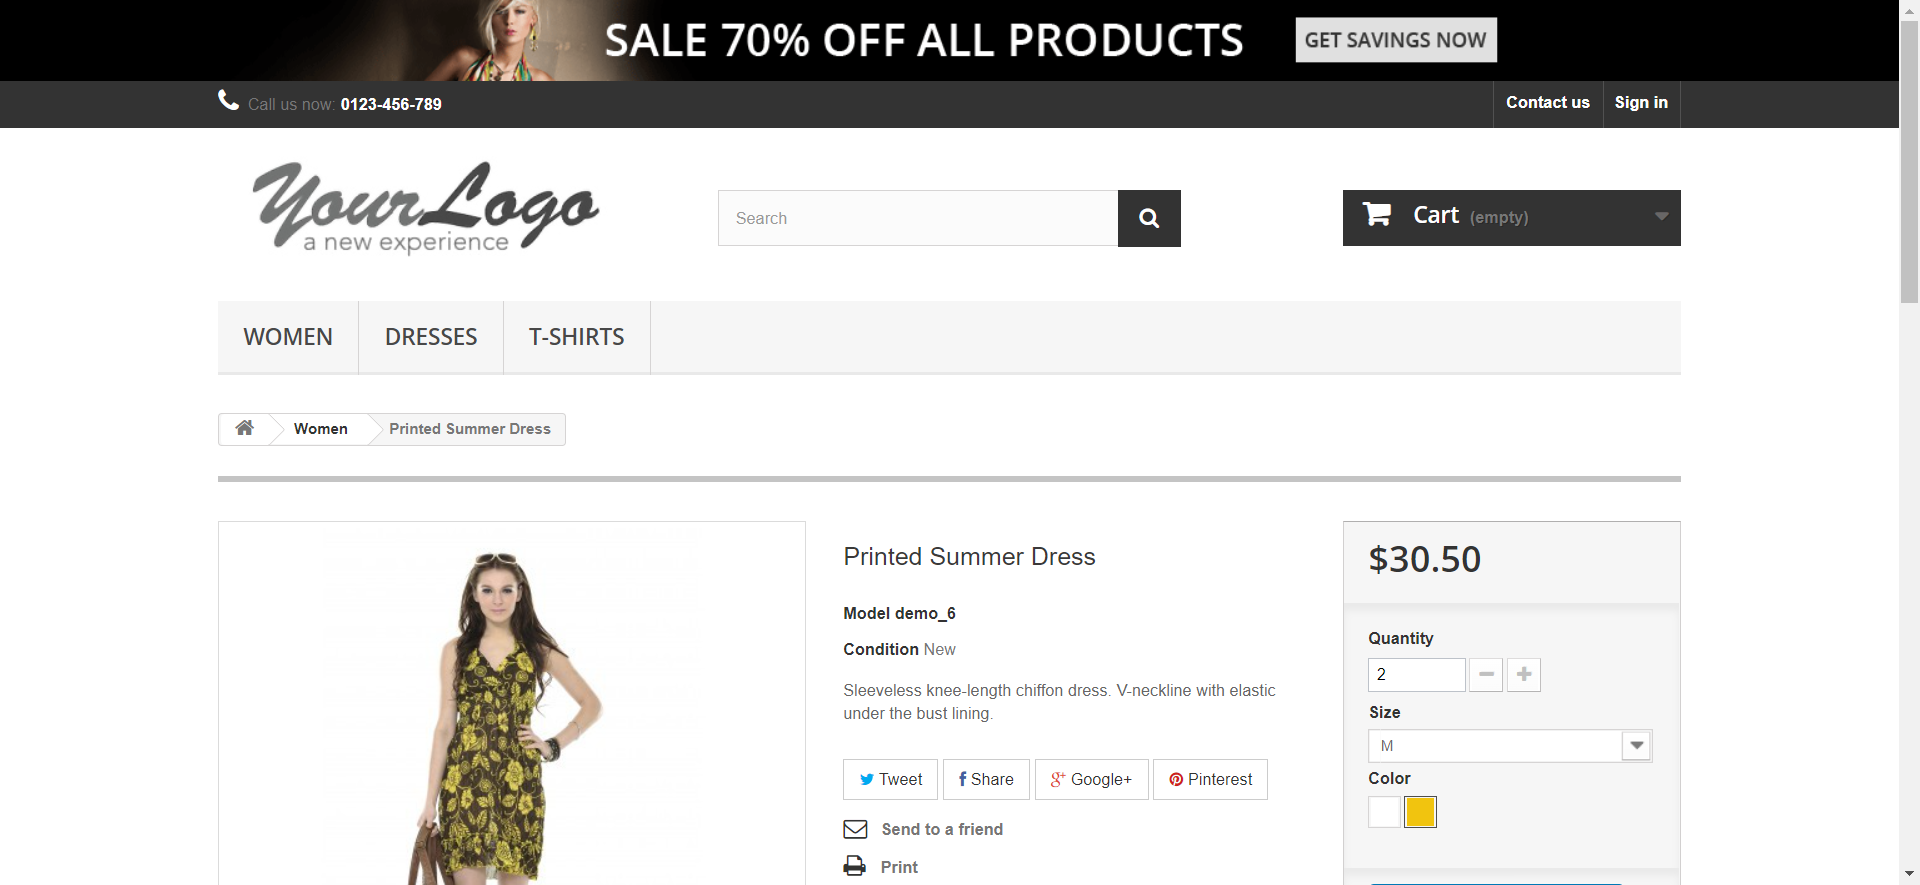 SALE 70% OFF ALL PRODUCTS
GET SAVINGS NOW
Call us now: 0123-456-789
Contact us
Sign in
Your Logo
a new experience
Search
Cart (empty)
WOMEN
DRESSES
T-SHIRTS
Women
Printed Summer Dress
Printed Summer Dress
Model demo_6
Condition New
Sleeveless knee-length chiffon dress. V-neckline with elastic
under the bust lining.
Tweet
Share
Google+
Pinterest
Send to a friend
Print
$30.50
Quantity
2
Size
M
Color